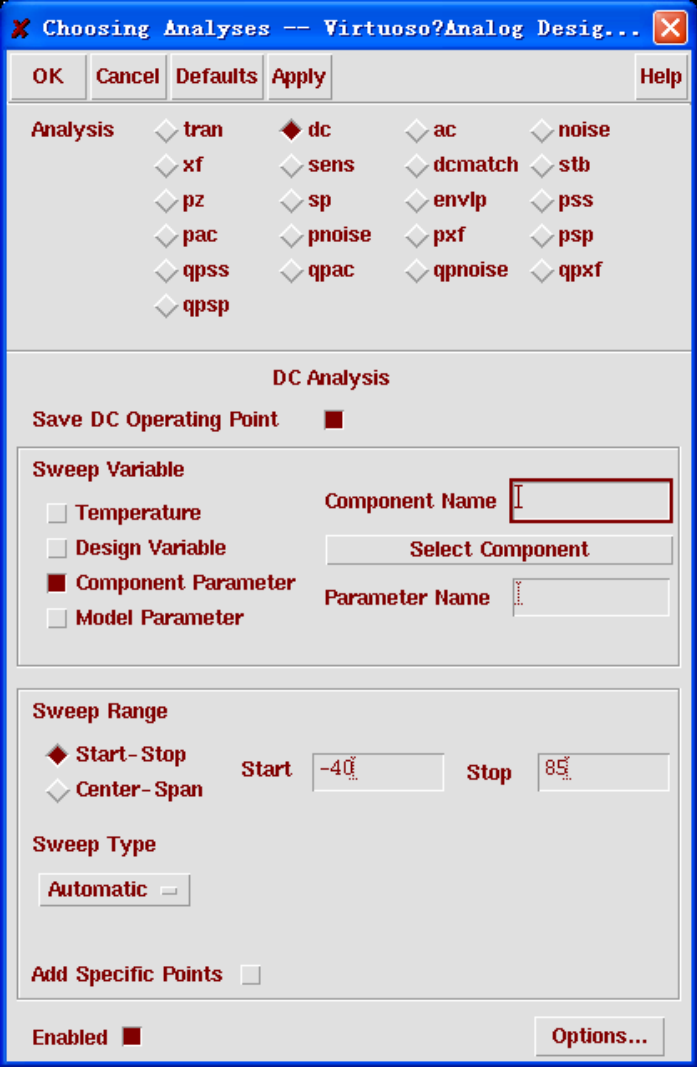 Choosing Analyses -- Virtuoso?Analog Desig...
OK Cancel Defaults Apply Help
Analysis tran dc ac noise
xf sens dcmatch stb
pz sp envlp pss
pac pnoise pxf psp
qpss qpac qpnoise qpxf
qpsp
DC Analysis
Save DC Operating Point
Sweep Variable
Component Name
Temperature
Design Variable
Select Component
Component Parameter
Parameter Name
Model Parameter
Sweep Range
Start-Stop
Start -40 Stop 85
Center-Span
Sweep Type
Automatic
Add Specific Points
Enabled Options...